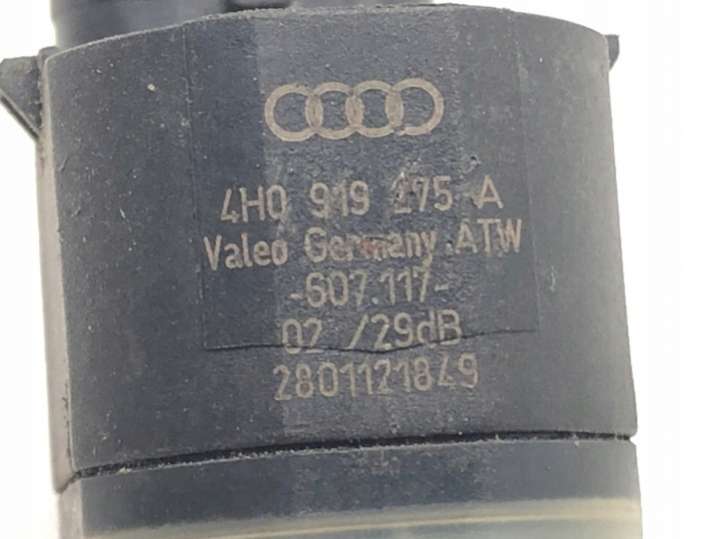 4H0 919 275 A
Valeo Germany ATW
-607.117-
02 /29dB
2801121849